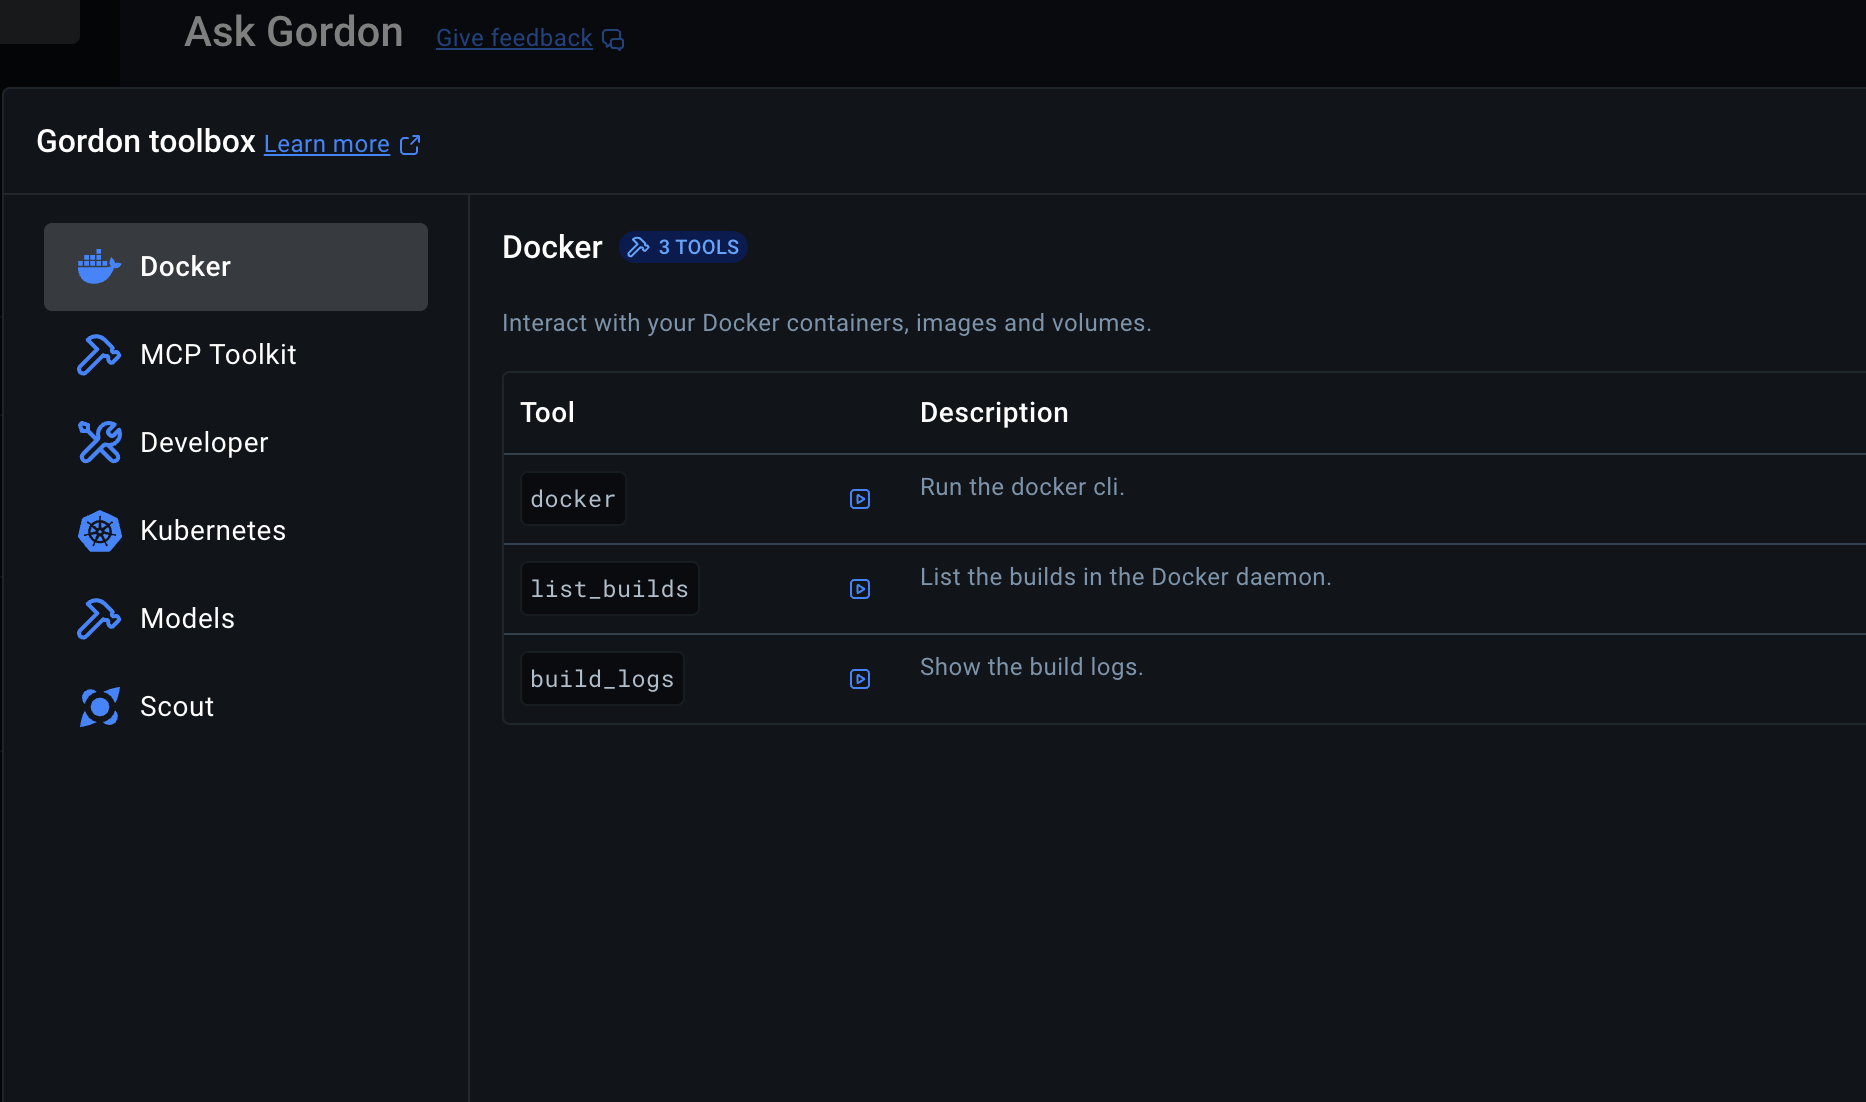 Ask Gordon Give feedback
Gordon toolbox Learn more
Docker
MCP Toolkit
Developer
Kubernetes
Models
Scout
Docker 3 TOOLS
Interact with your Docker containers, images and volumes.
Tool Description
docker Run the docker cli.
list_builds List the builds in the Docker daemon.
build_logs Show the build logs.